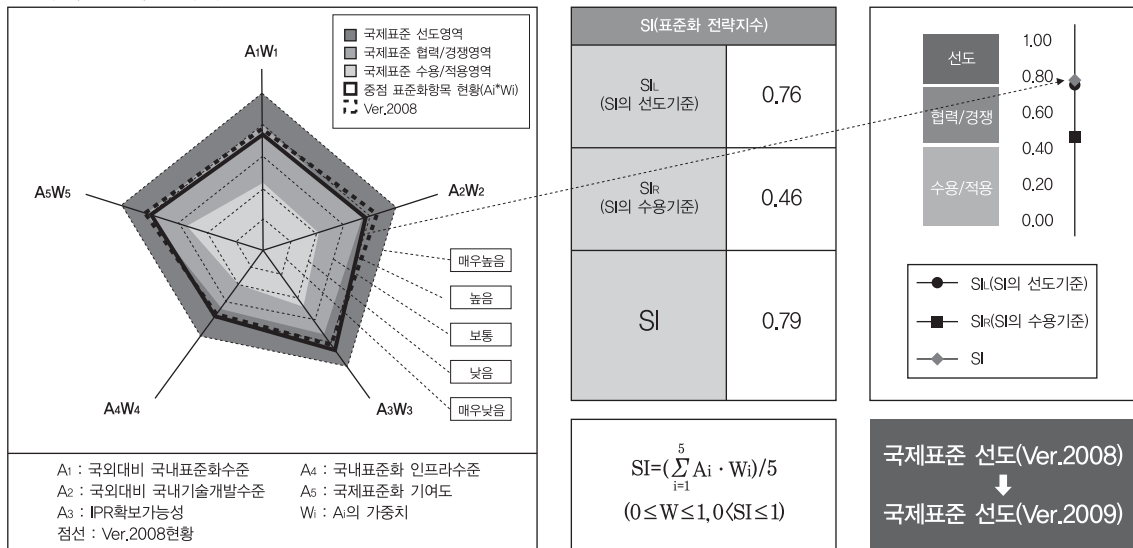 국제표준 선도영역
국제표준 협력/경쟁영역
국제표준 수용/적용영역
중점 표준화항목 현황(Ai*Wi)
Ver.2008
A1W1
A2W2
A3W3
A4W4
A5W5
매우높음
높음
보통
낮음
매우낮음
A1 : 국외대비 국내표준화수준
A2 : 국외대비 국내기술개발수준
A3 : IPR확보가능성
점선 : Ver.2008현황
A4 : 국내표준화 인프라수준
A5 : 국제표준화 기여도
Wi : Ai의 가중치
SI(표준화 전략지수)
SIL
(SI의 선도기준)
0.76
SIR
(SI의 수용기준)
0.46
SI
0.79
SI=(5∑i=1 Ai · Wi)/5
(0≤W≤1, 0<SI≤1)
선도
협력/경쟁
수용/적용
1.00
0.80
0.60
0.40
0.20
0.00
SIL(SI의 선도기준)
SIR(SI의 수용기준)
SI
국제표준 선도(Ver.2008)
국제표준 선도(Ver.2009)